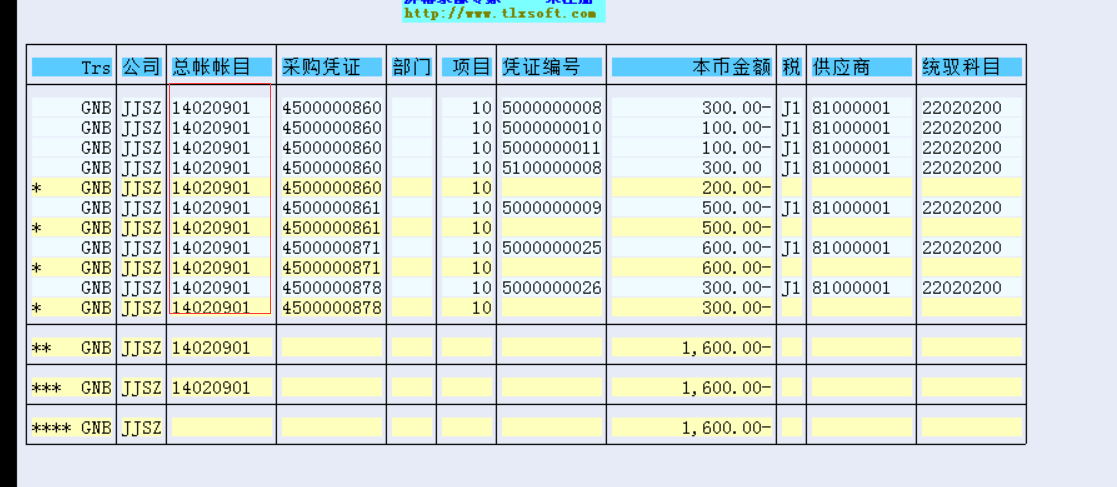 http://www.tlxsoft.com
Trs 公司 总帐帐目 采购凭证 部门 项目 凭证编号 本币金额 税 供应商 统驭科目
GNB JJSZ 14020901 4500000860 10 5000000008 300.00- J1 81000001 22020200
GNB JJSZ 14020901 4500000860 10 5000000010 100.00- J1 81000001 22020200
GNB JJSZ 14020901 4500000860 10 5000000011 100.00- J1 81000001 22020200
GNB JJSZ 14020901 4500000860 10 5100000008 300.00 J1 81000001 22020200
* GNB JJSZ 14020901 4500000860 10 200.00-
GNB JJSZ 14020901 4500000861 10 5000000009 500.00- J1 81000001 22020200
* GNB JJSZ 14020901 4500000861 10 500.00-
GNB JJSZ 14020901 4500000871 10 5000000025 600.00- J1 81000001 22020200
* GNB JJSZ 14020901 4500000871 10 600.00-
GNB JJSZ 14020901 4500000878 10 5000000026 300.00- J1 81000001 22020200
* GNB JJSZ 14020901 4500000878 10 300.00-
** GNB JJSZ 14020901 1,600.00-
*** GNB JJSZ 14020901 1,600.00-
**** GNB JJSZ 1,600.00-